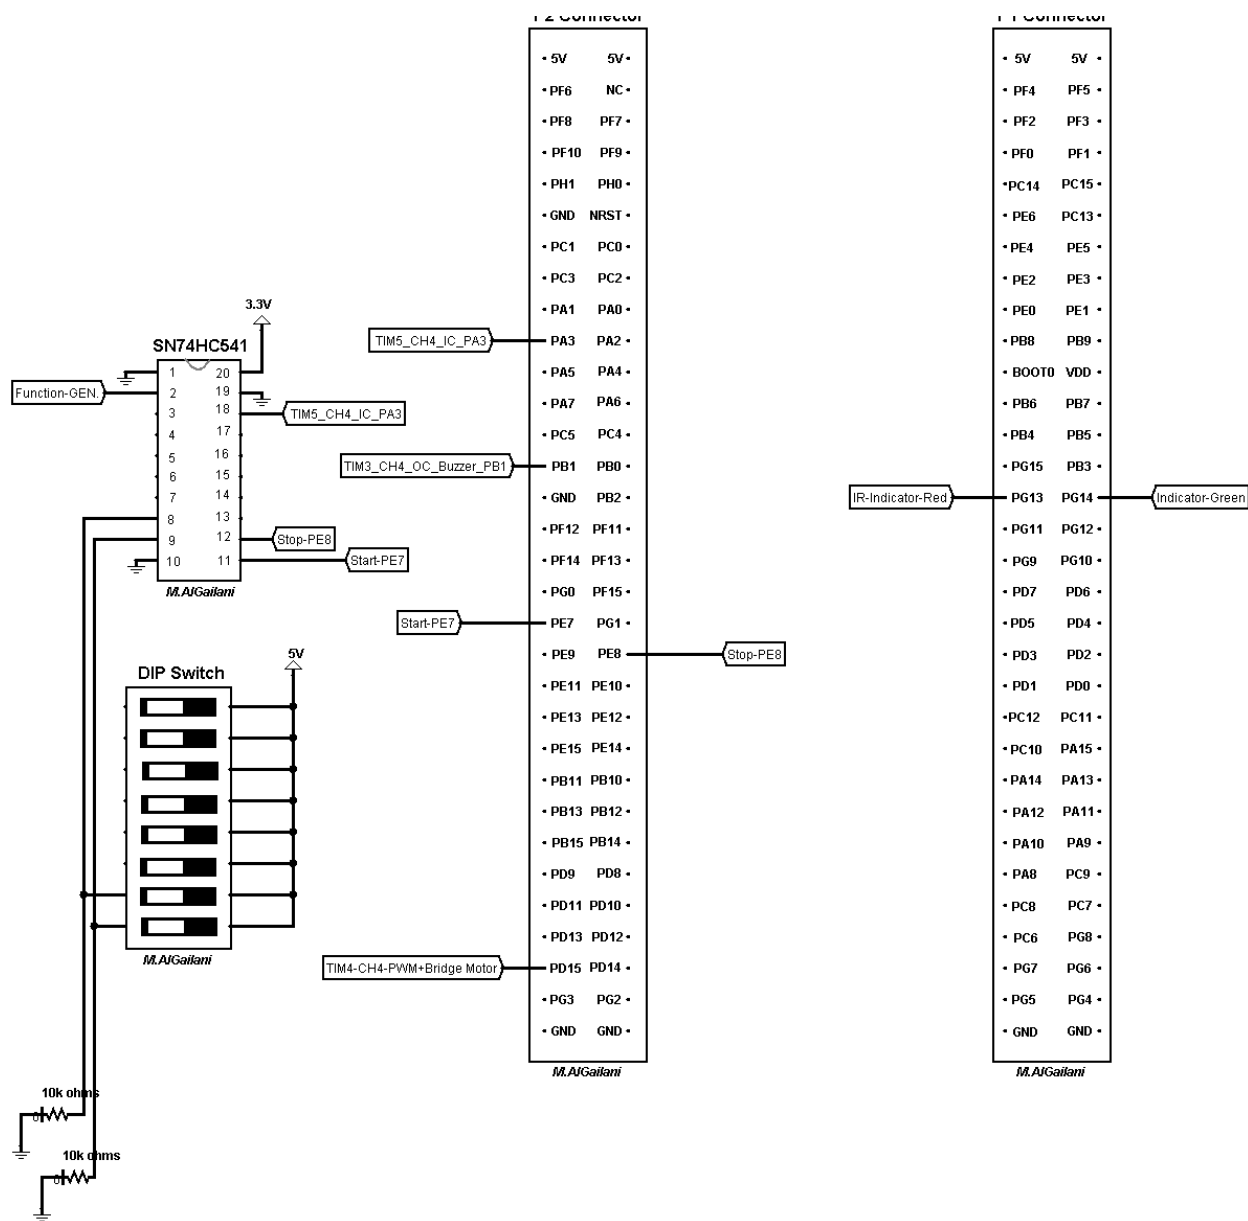 P2 Connector
P1 Connector
5V 5V
PF6 NC
PF8 PF7
PF10 PF9
PH1 PH0
GND NRST
PC1 PC0
PC3 PC2
PA1 PA0
TIM5_CH4_IC_PA3
PA3 PA2
PA5 PA4
PA7 PA6
PC5 PC4
TIM3_CH4_OC_Buzzer_PB1
PB1 PB0
GND PB2
PF12 PF11
PF14 PF13
PG0 PF15
Start-PE7
PE7 PG1
PE9 PE8
Stop-PE8
PE11 PE10
PE13 PE12
PE15 PE14
PB11 PB10
PB13 PB12
PB15 PB14
PD9 PD8
PD11 PD10
PD13 PD12
TIM4-CH4-PWM+Bridge Motor
PD15 PD14
PG3 PG2
GND GND
M.AlGailani
5V 5V
PF4 PF5
PF2 PF3
PF0 PF1
PC14 PC15
PE6 PC13
PE4 PE5
PE2 PE3
PE0 PE1
PB8 PB9
BOOT0 VDD
PB6 PB7
PB4 PB5
PG15 PB3
IR-Indicator-Red
PG13 PG14
Indicator-Green
PG11 PG12
PG9 PG10
PD7 PD6
PD5 PD4
PD3 PD2
PD1 PD0
PC12 PC11
PC10 PA15
PA14 PA13
PA12 PA11
PA10 PA9
PA8 PC9
PC8 PC7
PC6 PG8
PG7 PG6
PG5 PG4
GND GND
M.AlGailani
3.3V
SN74HC541
1 20
Function-GEN.
2 19
3 18
TIM5_CH4_IC_PA3
4 17
5 16
6 15
7 14
8 13
9 12
Stop-PE8
10 11
Start-PE7
M.AlGailani
5V
DIP Switch
M.AlGailani
10k ohms
0
10k ohms
0